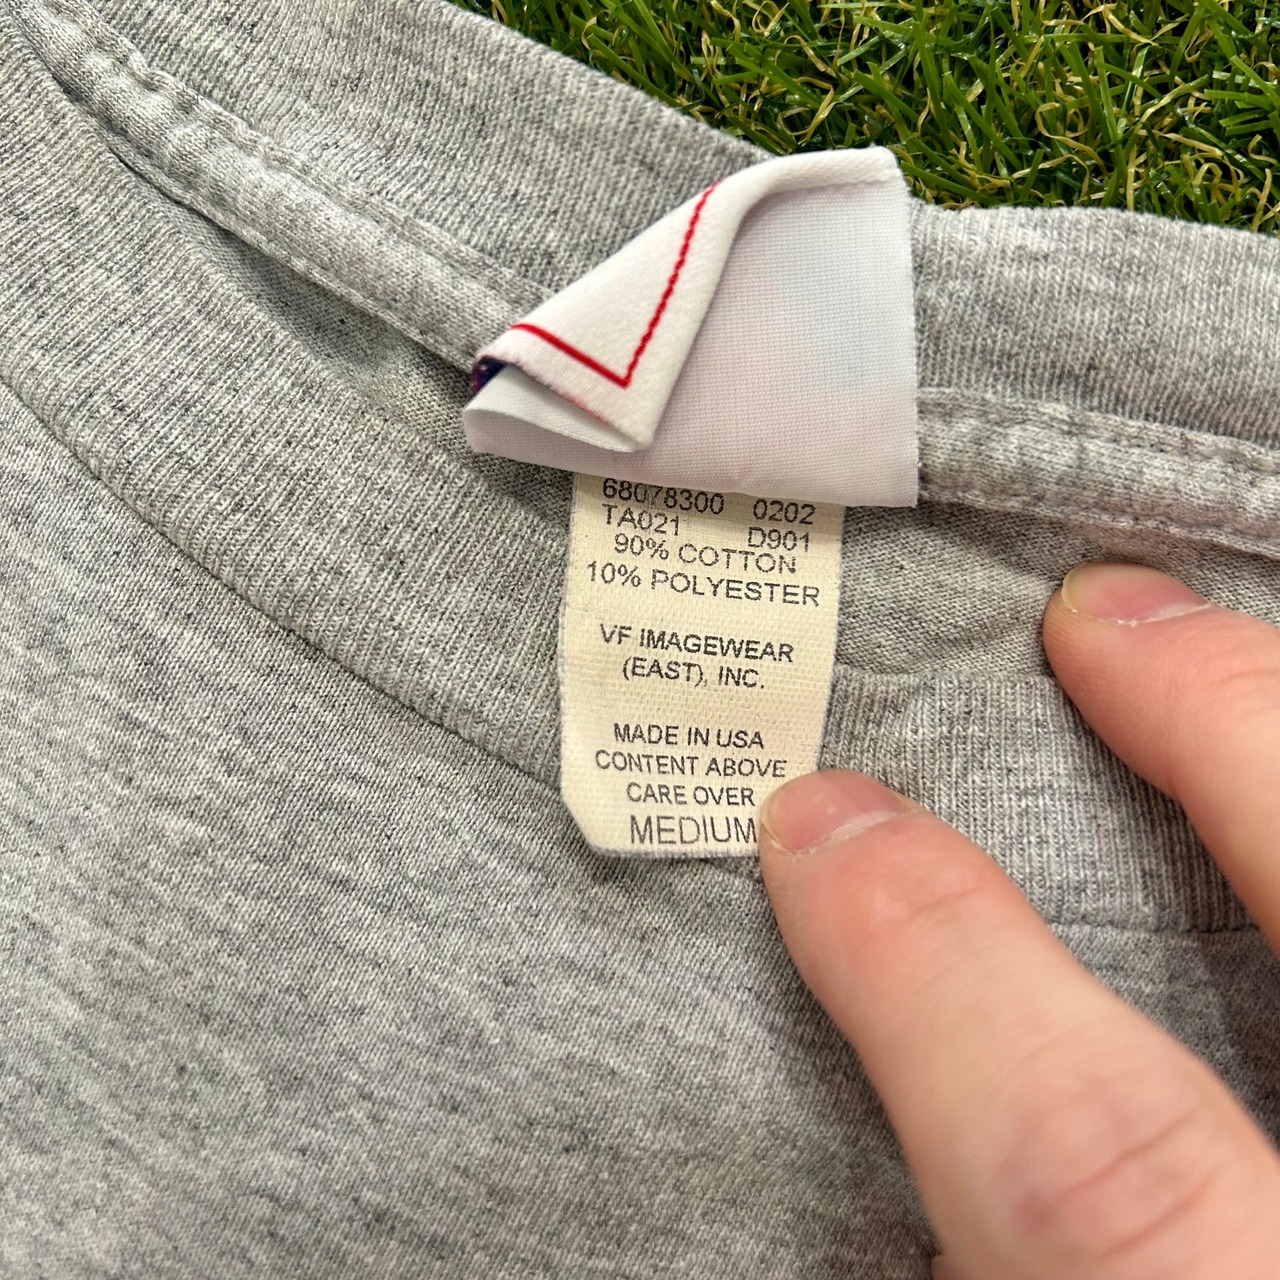 68078300 0202
TA021 D901
90% COTTON
10% POLYESTER
VF IMAGEWEAR
(EAST), INC.
MADE IN USA
CONTENT ABOVE
CARE OVER
MEDIUM